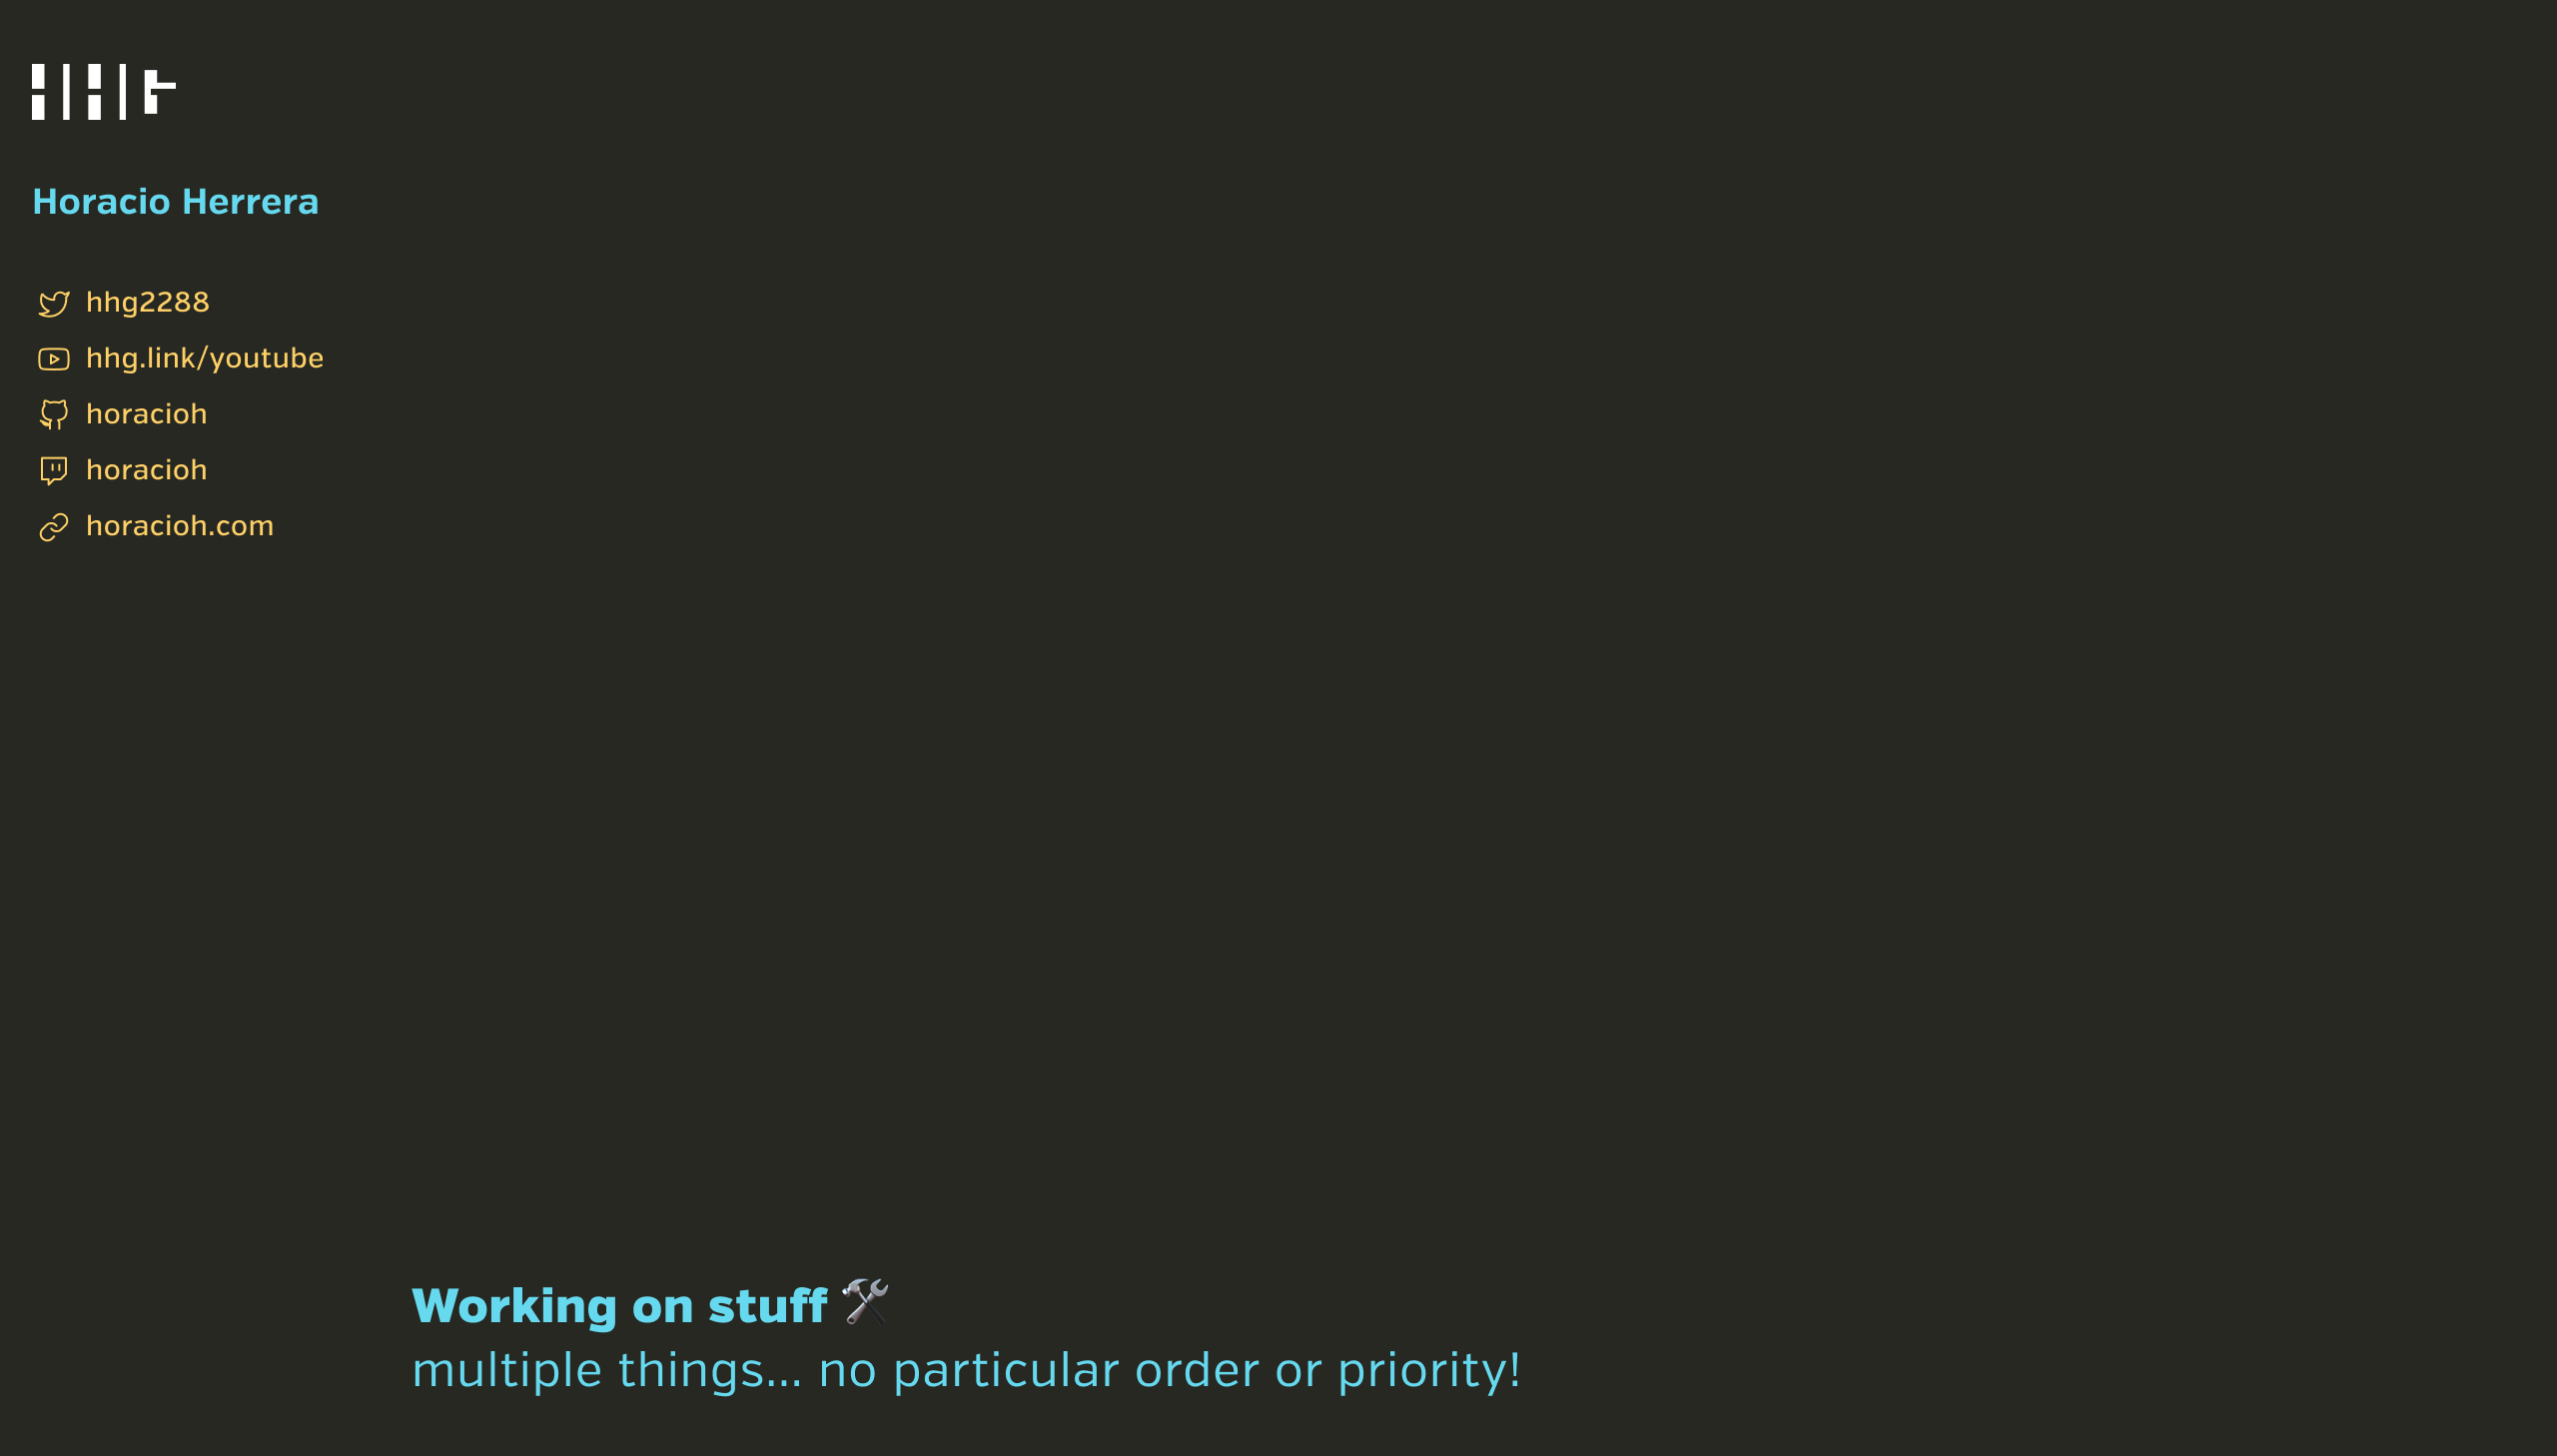 Horacio Herrera
hhg2288
hhg.link/youtube
horacioh
horacioh
horacioh.com
Working on stuff 🛠
multiple things... no particular order or priority!